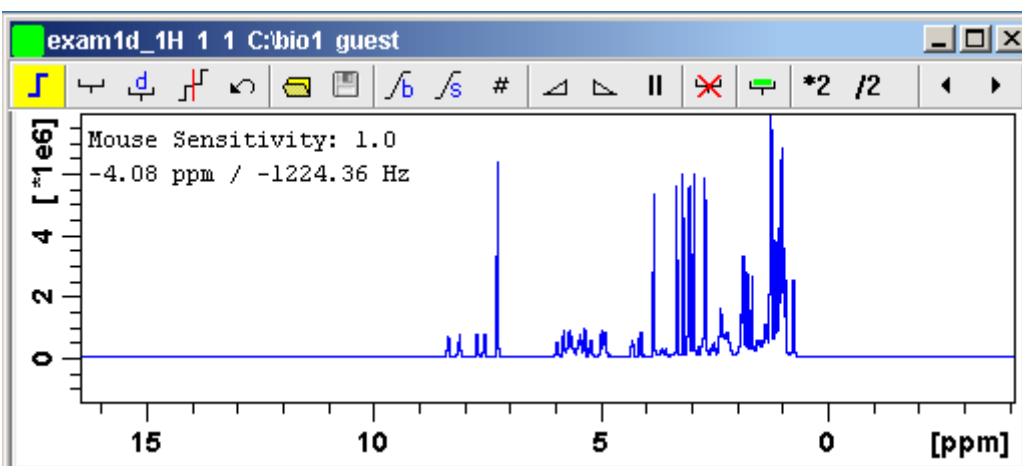 exam1d_1H 1 1 C:\bio1 guest
d b s # *2 /2
Mouse Sensitivity: 1.0
-4.08 ppm / -1224.36 Hz
[*1e6]
4
2
0
15 10 5 0 [ppm]